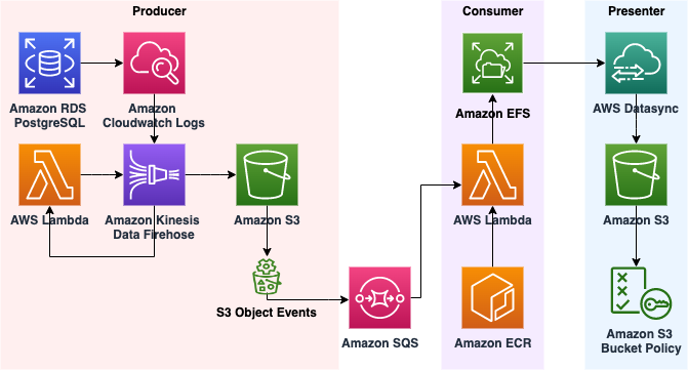 Producer
Consumer
Presenter
Amazon RDS
PostgreSQL
Amazon
Cloudwatch Logs
Amazon EFS
AWS Datasync
AWS Lambda
Amazon Kinesis
Data Firehose
Amazon S3
AWS Lambda
Amazon S3
S3 Object Events
Amazon SQS
Amazon ECR
Amazon S3
Bucket Policy